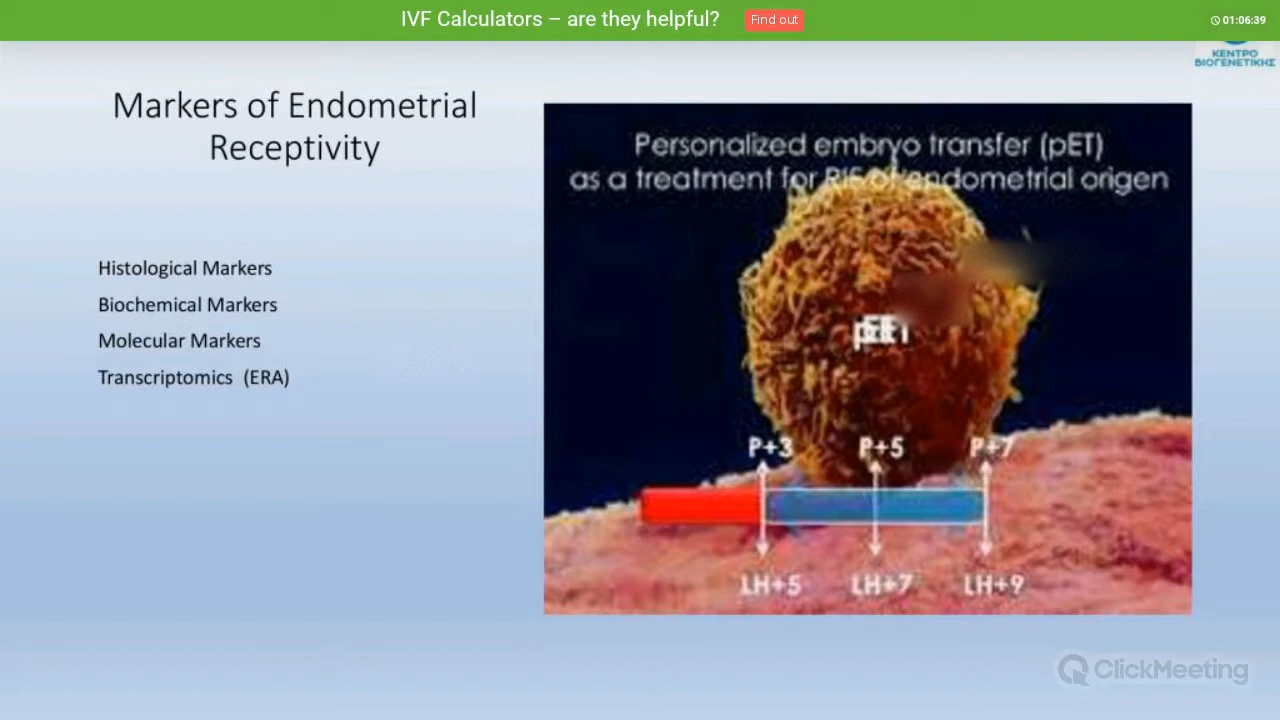 IVF Calculators – are they helpful?
Find out
01:06:39
ΚΕΝΤΡΟ
ΒΙΟΓΕΝΕΤΙΚΗΣ
Markers of Endometrial
Receptivity
Histological Markers
Biochemical Markers
Molecular Markers
Transcriptomics (ERA)
Personalized embryo transfer (pET)
as a treatment for RIF of endometrial origen
P+3 P+5 P+7
LH+5 LH+7 LH+9
ClickMeeting